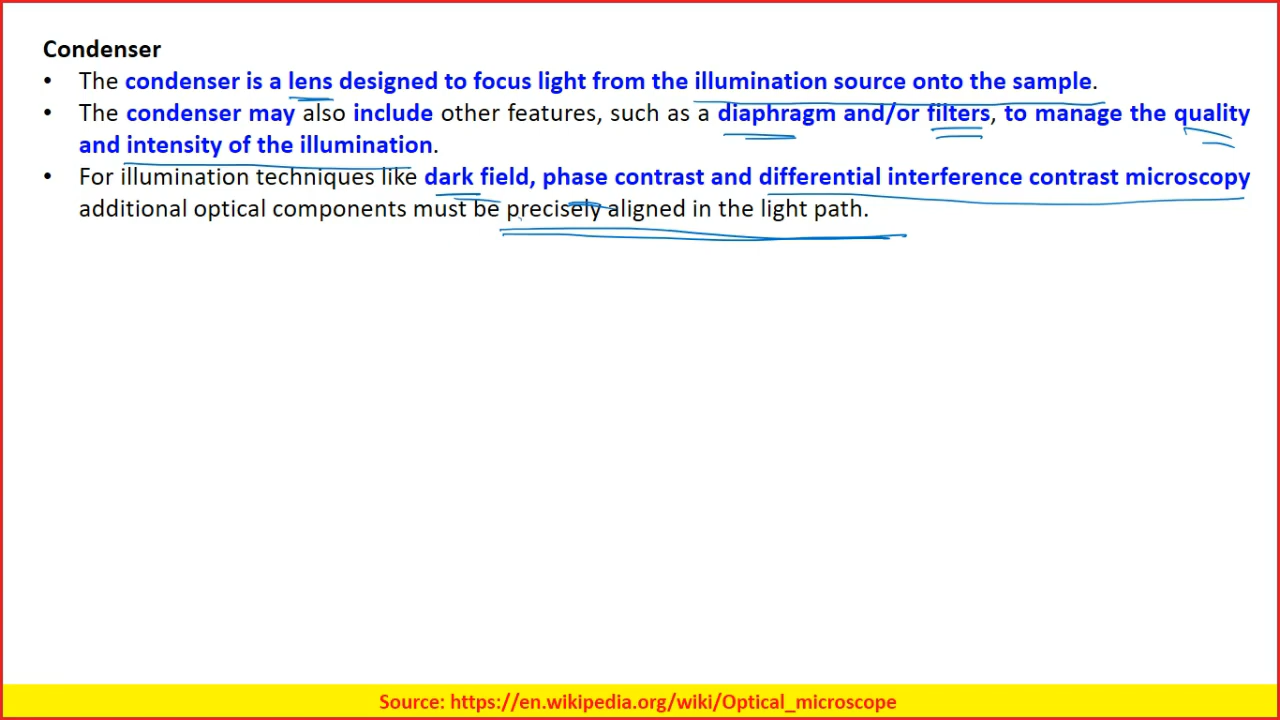 Condenser
• The condenser is a lens designed to focus light from the illumination source onto the sample.
• The condenser may also include other features, such as a diaphragm and/or filters, to manage the quality
and intensity of the illumination.
• For illumination techniques like dark field, phase contrast and differential interference contrast microscopy
additional optical components must be precisely aligned in the light path.
Source: https://en.wikipedia.org/wiki/Optical_microscope